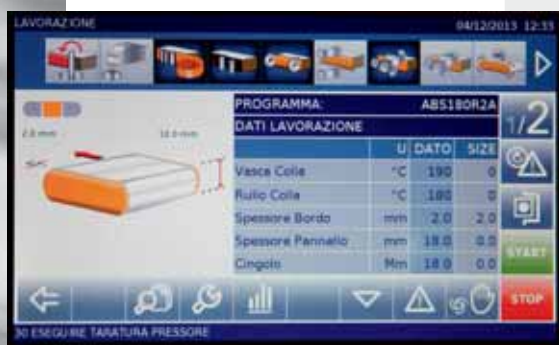 LAVORAZIONE 04/12/2013 12:33
PROGRAMMA: ABS180R2A
1/2
DATI LAVORAZIONE
U DATO SIZE
2.0 mm 18.0 mm
Vasca Colla °C 190 0
Rullo Colla °C 180 0
Spessore Bordo mm 2.0 2.0
Spessore Pannello mm 18.0 0.0
START
Cingolo Mm 18.0 0.0
STOP
30 ESEGUIRE TARATURA PRESSORE